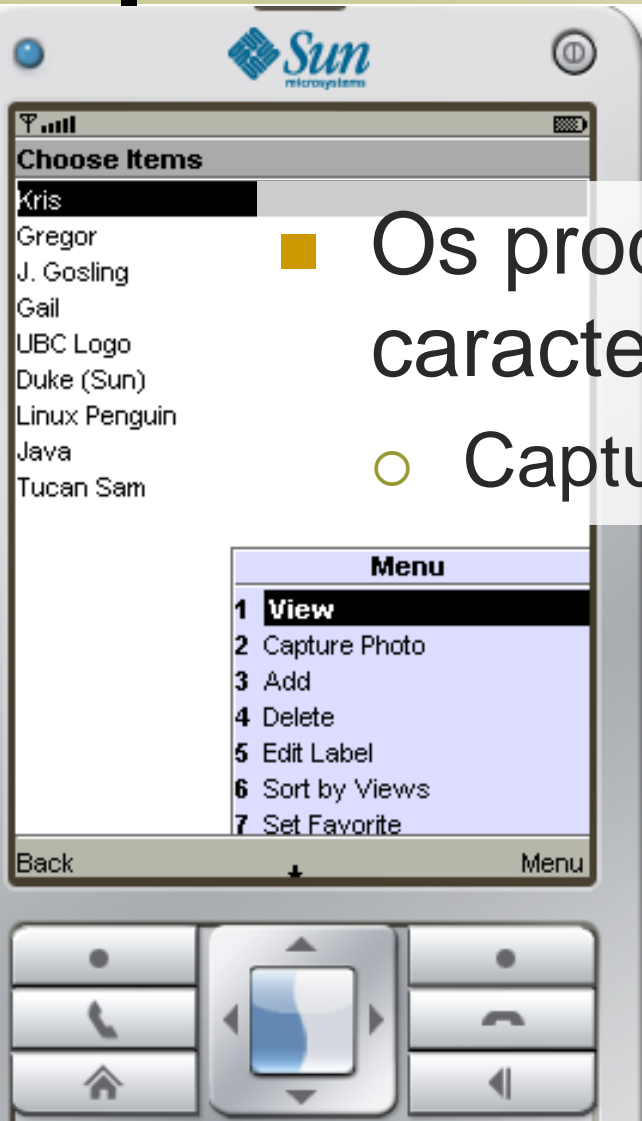 Sun
microsystems
Choose Items
Kris
Gregor
J. Gosling
Gail
UBC Logo
Duke (Sun)
Linux Penguin
Java
Tucan Sam
Os prod
caracte
Captu
Menu
1 View
2 Capture Photo
3 Add
4 Delete
5 Edit Label
6 Sort by Views
7 Set Favorite
Back
Menu